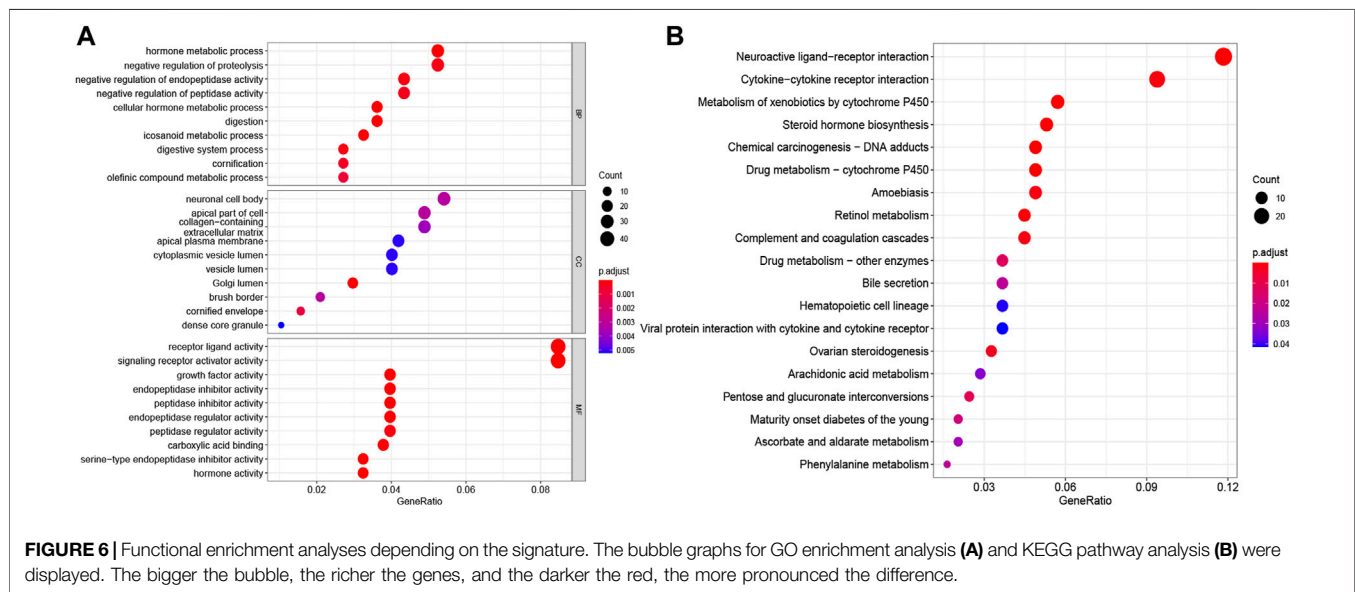 A
hormone metabolic process
negative regulation of proteolysis
negative regulation of endopeptidase activity
negative regulation of peptidase activity
cellular hormone metabolic process
digestion
icosanoid metabolic process
digestive system process
cornification
olefinic compound metabolic process
BP
neuronal cell body
apical part of cell
collagen-containing
extracellular matrix
apical plasma membrane
cytoplasmic vesicle lumen
vesicle lumen
Golgi lumen
brush border
cornified envelope
dense core granule
CC
receptor ligand activity
signaling receptor activator activity
growth factor activity
endopeptidase inhibitor activity
peptidase inhibitor activity
endopeptidase regulator activity
peptidase regulator activity
carboxylic acid binding
serine-type endopeptidase inhibitor activity
hormone activity
MF
0.02 0.04 0.06 0.08
GeneRatio
Count
10
20
30
40
p.adjust
0.001
0.002
0.003
0.004
0.005
B
Neuroactive ligand-receptor interaction
Cytokine-cytokine receptor interaction
Metabolism of xenobiotics by cytochrome P450
Steroid hormone biosynthesis
Chemical carcinogenesis - DNA adducts
Drug metabolism - cytochrome P450
Amoebiasis
Retinol metabolism
Complement and coagulation cascades
Drug metabolism - other enzymes
Bile secretion
Hematopoietic cell lineage
Viral protein interaction with cytokine and cytokine receptor
Ovarian steroidogenesis
Arachidonic acid metabolism
Pentose and glucuronate interconversions
Maturity onset diabetes of the young
Ascorbate and aldarate metabolism
Phenylalanine metabolism
0.03 0.06 0.09 0.12
GeneRatio
Count
10
20
p.adjust
0.01
0.02
0.03
0.04
FIGURE 6 | Functional enrichment analyses depending on the signature. The bubble graphs for GO enrichment analysis (A) and KEGG pathway analysis (B) were
displayed. The bigger the bubble, the richer the genes, and the darker the red, the more pronounced the difference.